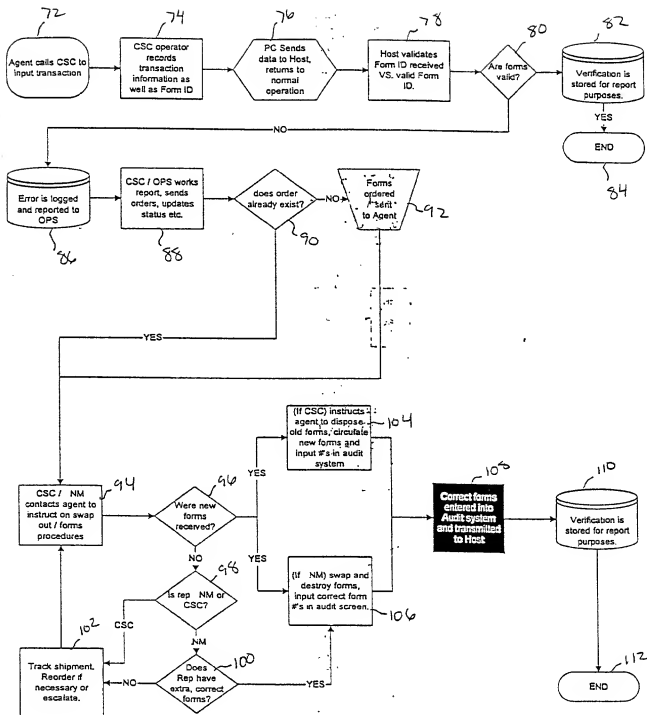 72
74
76
78
80
82
Agent calls CSC to
input transaction
CSC operator
records
transaction
information
as well as Form ID
PC Sends
data to Host,
returns to
normal
operation
Host validates
Form ID received
VS. valid Form
ID.
Are forms
valid?
Verification is
stored for report
purposes.
YES
END
84
NO
Error is logged
and reported to
OPS
86
CSC / OPS works
report, sends
orders, updates
status etc.
88
does order
already exist?
90
NO
Forms
ordered
sent
to Agent
92
YES
CSC / NM
contacts agent to
instruct on swap
out / forms
procedures
94
Were new
forms
received?
96
YES
(If CSC) instructs
agent to dispose
old forms, circulate
new forms and
input #'s in audit
system
104
YES
(If NM) swap and
destroy forms,
input correct form
#'s in audit screen.
106
108
Correct forms
entered into
Audit system
and transmitted
to Host
110
Verification is
stored for report
purposes.
112
END
NO
Is rep NM or
CSC?
98
CSC
NM
102
Track shipment.
Reorder if
necessary or
escalate.
NO
Does
Rep have
extra, correct
forms?
100
YES